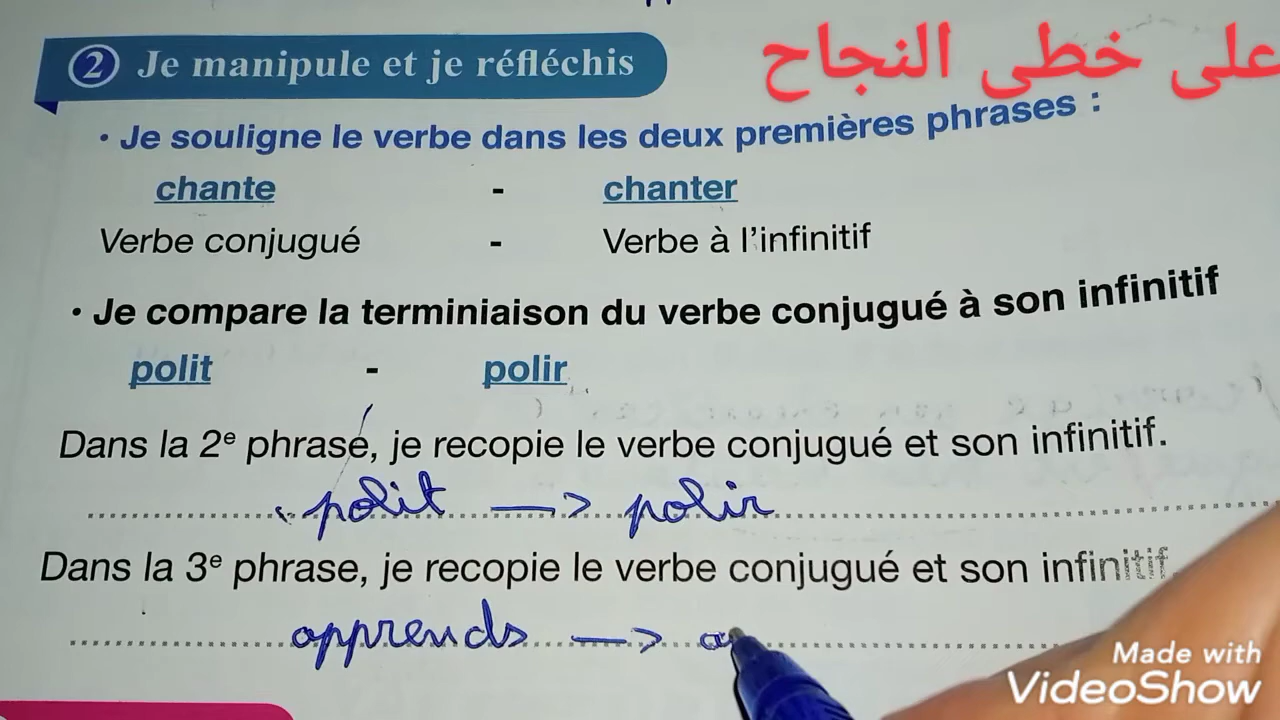 على خطى النجاح
2 Je manipule et je réfléchis
• Je souligne le verbe dans les deux premières phrases :
chante - chanter
Verbe conjugué - Verbe à l'infinitif
• Je compare la terminiaison du verbe conjugué à son infinitif
polit - polir
Dans la 2e phrase, je recopie le verbe conjugué et son infinitif.
polit —> polir
Dans la 3e phrase, je recopie le verbe conjugué et son infinitif.
apprends —> a
Made with
VideoShow